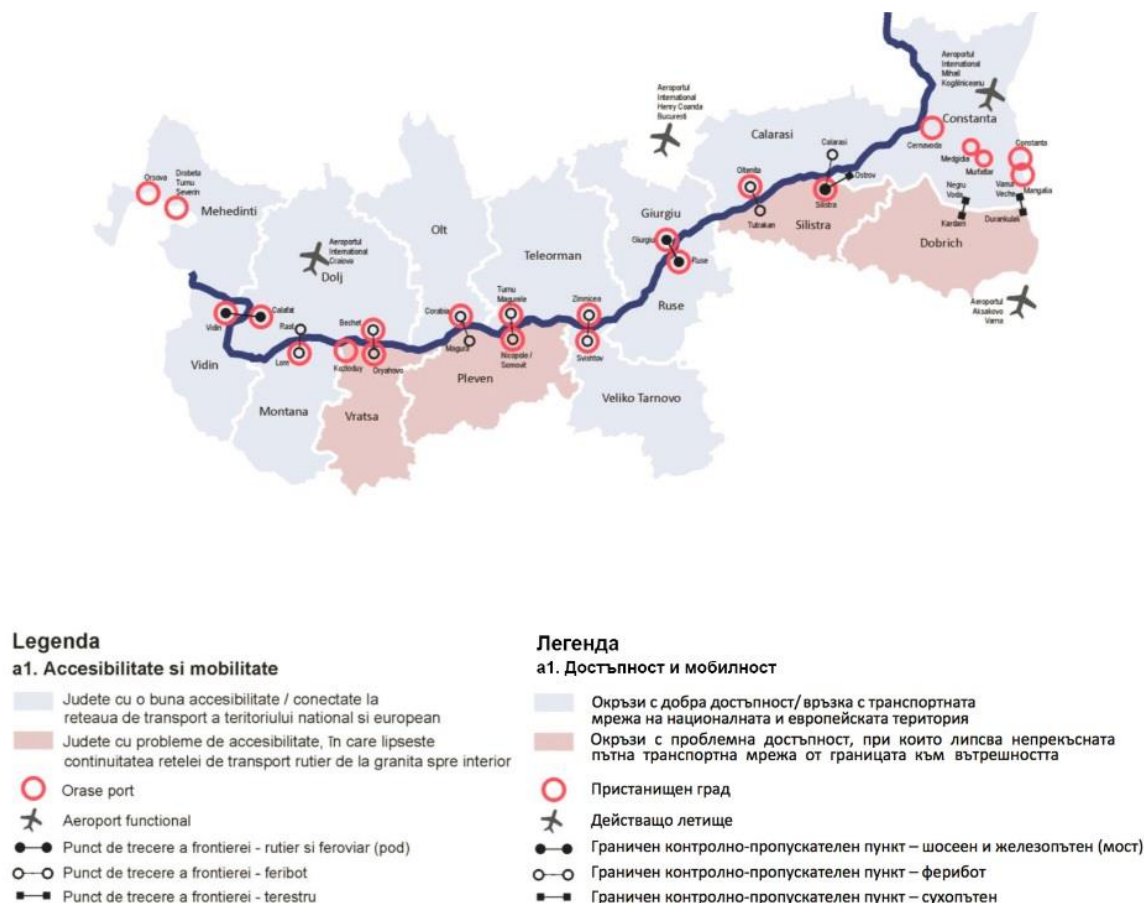 Aeroportul
International
Mihail
Kogălniceanu
Constanta
Aeroportul
International
Henry Coanda
Bucuresti
Calarasi
Calarasi
Cernavoda
Medgidia
Murfatlar
Constanta
Mangalia
Vama
Veche
Negru
Voda
Kardam
Durankulak
Ostrov
Oltenita
Tutrakan
Silistra
Silistra
Dobrich
Aeroportul
Aksakovo
Varna
Orsova
Drobeta
Turnu
Severin
Mehedinti
Olt
Giurgiu
Giurgiu
Ruse
Ruse
Teleorman
Aeroportul
International
Craiova
Dolj
Turnu
Magurele
Zimnicea
Corabia
Magura
Nicopole /
Somovit
Svishtov
Calafat
Vidin
Rast
Bechet
Lom
Kozloduy
Oryahovo
Vidin
Montana
Vratsa
Pleven
Veliko Tarnovo
Legenda
a1. Accesibilitate si mobilitate
Judete cu o buna accesibilitate / conectate la
reteaua de transport a teritoriului national si european
Judete cu probleme de accesibilitate, în care lipseste
continuitatea retelei de transport rutier de la granita spre interior
Orase port
Aeroport functional
Punct de trecere a frontierei - rutier si feroviar (pod)
Punct de trecere a frontierei - feribot
Punct de trecere a frontierei - terestru
Легенда
a1. Достъпност и мобилност
Окръзи с добра достъпност/ връзка с транспортната
мрежа на националната и европейската територия
Окръзи с проблемна достъпност, при които липсва непрекъсната
пътна транспортна мрежа от границата към вътрешността
Пристанищен град
Действащо летище
Граничен контролно-пропускателен пункт – шосеен и железопътен (мост)
Граничен контролно-пропускателен пункт – ферибот
Граничен контролно-пропускателен пункт – сухопътен